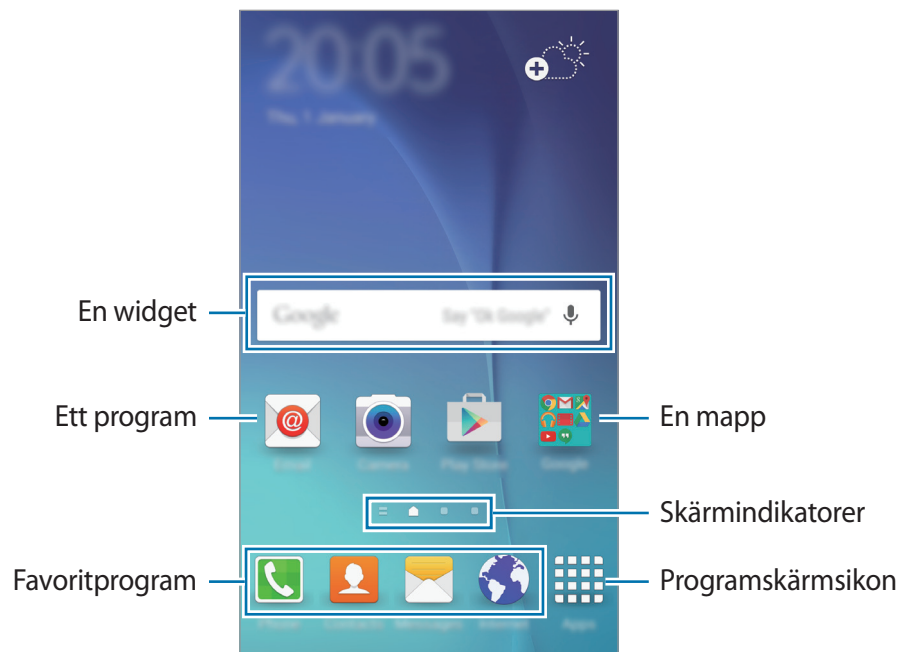 20:05
Thu, 1 January
En widget
Google
Say "Ok Google"
Ett program
@
En mapp
Email
Camera
Play Store
Google
Skärmindikatorer
Favoritprogram
Programskärmsikon
Phone
Contacts
Messages
Internet
Apps